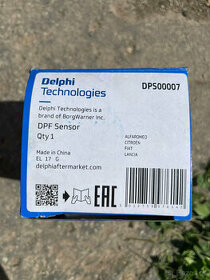 Delphi
Technologies
DPS00007
Delphi Technologies is a
brand of BorgWarner Inc.
DPF Sensor
Qty 1
ALFAROMEO
CITROEN
FIAT
LANCIA
Made in China
EL 17 G
delphiaftermarket.com
EAC